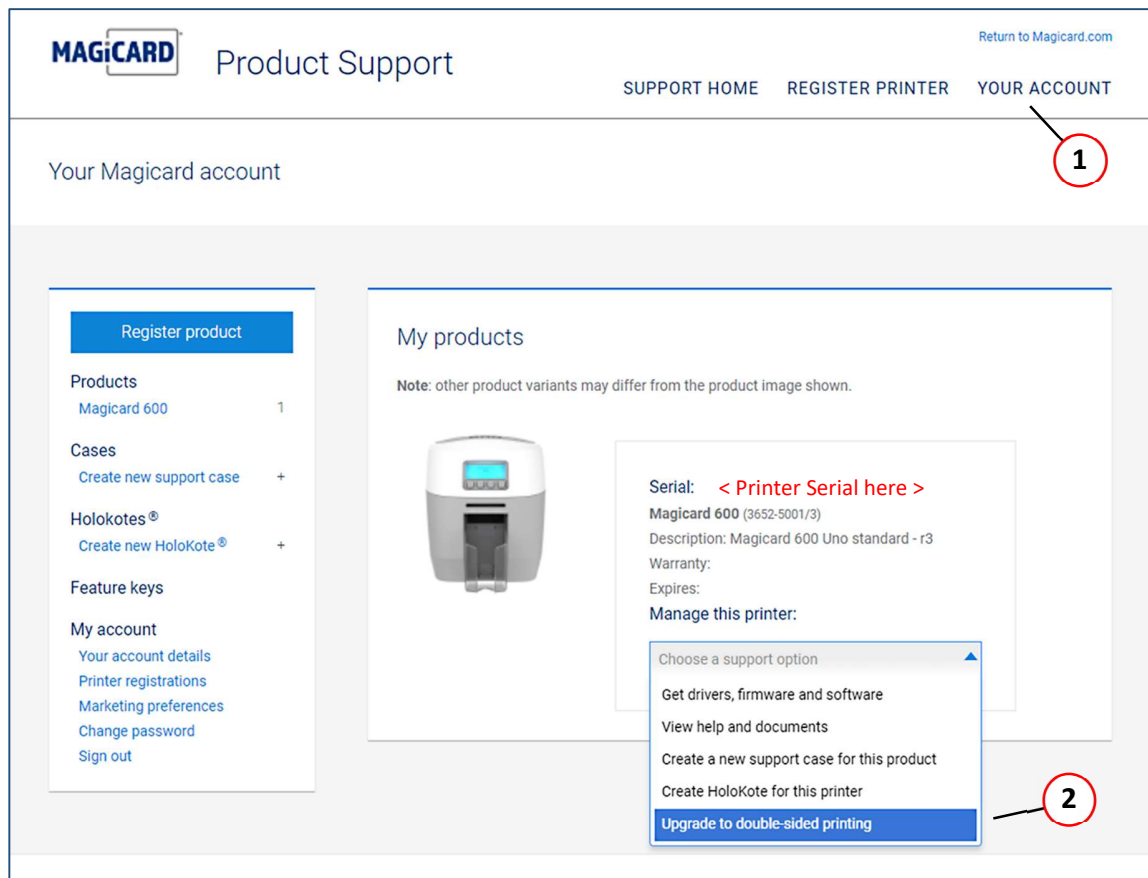 MAGiCARD
Product Support
Return to Magicard.com
SUPPORT HOME REGISTER PRINTER YOUR ACCOUNT
1
Your Magicard account
Register product
Products
Magicard 600 1
Cases
Create new support case +
Holokotes ®
Create new HoloKote ® +
Feature keys
My account
Your account details
Printer registrations
Marketing preferences
Change password
Sign out
My products
Note: other product variants may differ from the product image shown.
Serial: < Printer Serial here >
Magicard 600 (3652-5001/3)
Description: Magicard 600 Uno standard - r3
Warranty:
Expires:
Manage this printer:
Choose a support option
Get drivers, firmware and software
View help and documents
Create a new support case for this product
Create HoloKote for this printer
Upgrade to double-sided printing
2